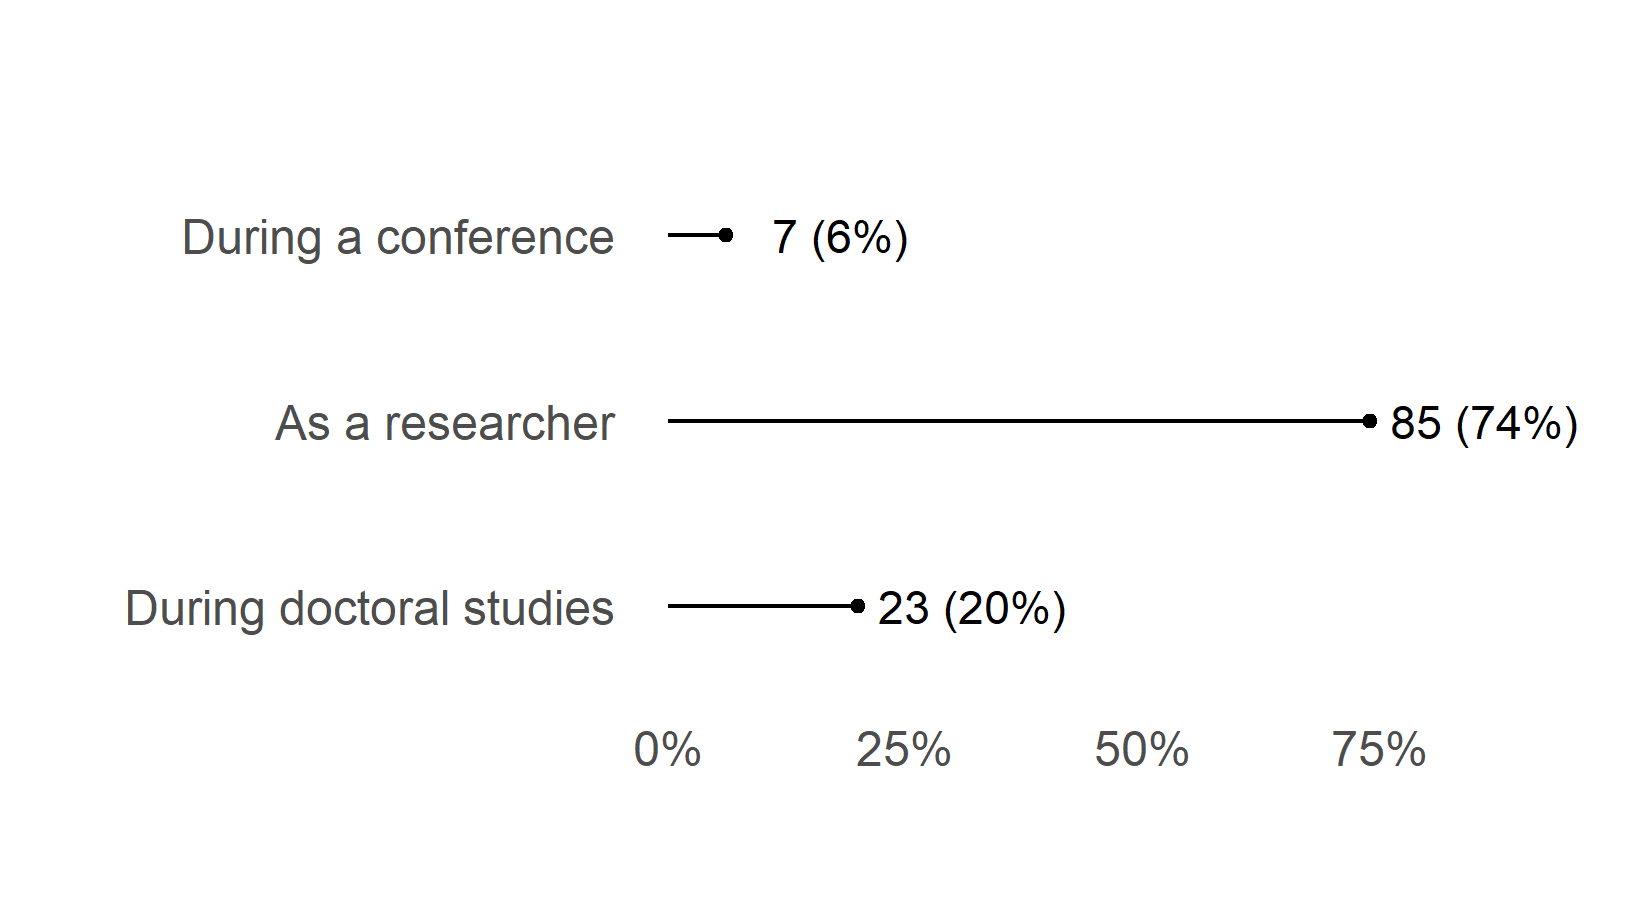 During a conference 7 (6%)
As a researcher 85 (74%)
During doctoral studies 23 (20%)
0% 25% 50% 75%